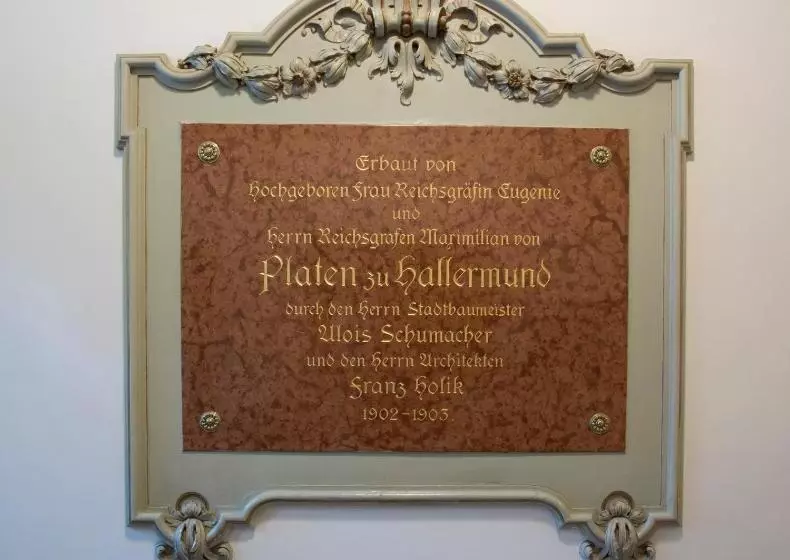 Erbaut von
Hochgeboren Frau Reichsgräfin Eugenie
und
Herrn Reichsgrafen Maximilian von
Platen zu Hallermund
durch den Herrn Stadtbaumeister
Alois Schumacher
und den Herrn Architekten
Franz Holik
1902-1903.